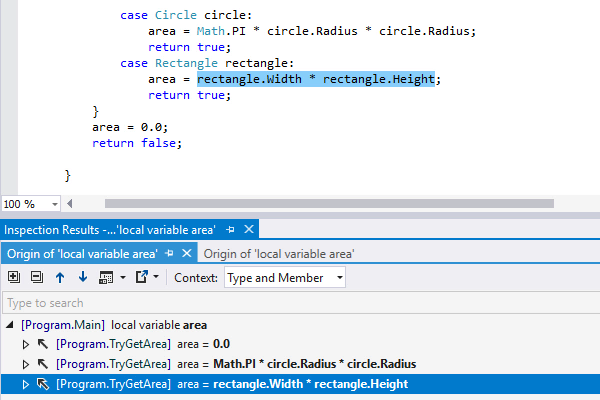 case Circle circle:
area = Math.PI * circle.Radius * circle.Radius;
return true;
case Rectangle rectangle:
area = rectangle.Width * rectangle.Height;
return true;
}
area = 0.0;
return false;
}
100 %
Inspection Results -...'local variable area'
Origin of 'local variable area' Origin of 'local variable area'
Context: Type and Member
Type to search
[Program.Main] local variable area
[Program.TryGetArea] area = 0.0
[Program.TryGetArea] area = Math.PI * circle.Radius * circle.Radius
[Program.TryGetArea] area = rectangle.Width * rectangle.Height